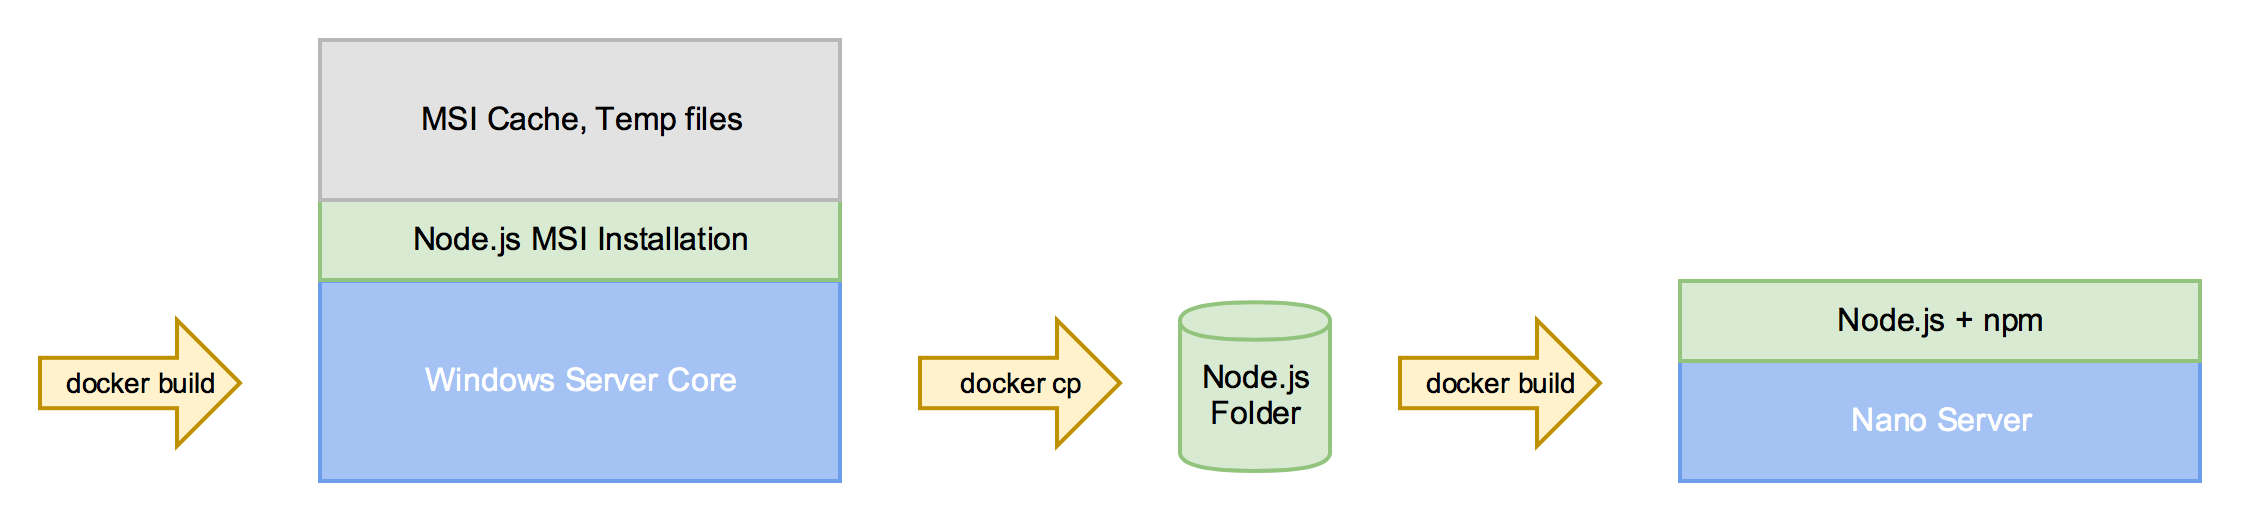 docker build
MSI Cache, Temp files
Node.js MSI Installation
Windows Server Core
docker cp
Node.js
Folder
docker build
Node.js + npm
Nano Server